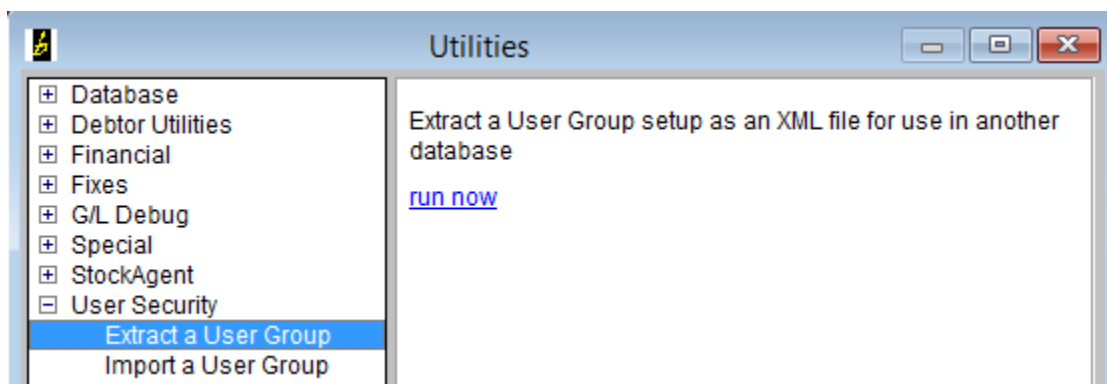 Utilities
Database
Debtor Utilities
Financial
Fixes
G/L Debug
Special
StockAgent
User Security
Extract a User Group
Import a User Group
Extract a User Group setup as an XML file for use in another
database
run now